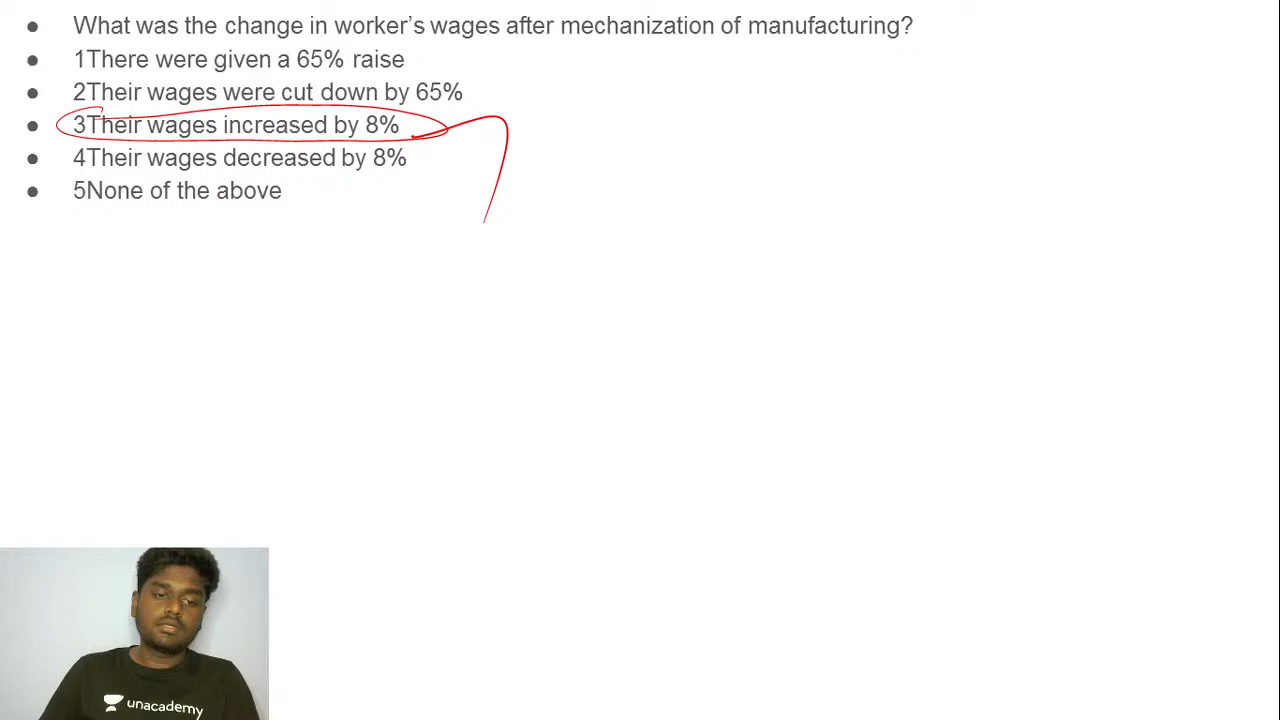 ● What was the change in worker’s wages after mechanization of manufacturing?
● 1There were given a 65% raise
● 2Their wages were cut down by 65%
● 3Their wages increased by 8%
● 4Their wages decreased by 8%
● 5None of the above
unacademy